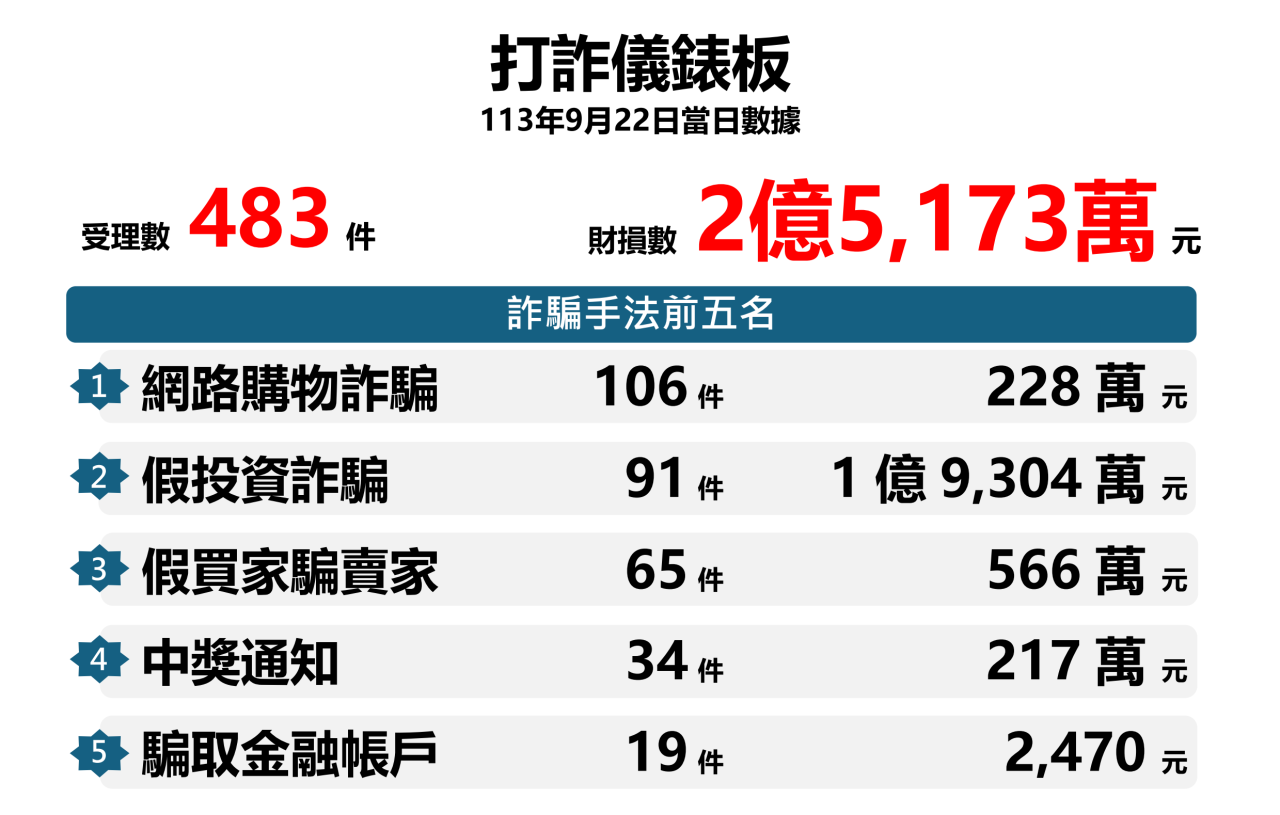 打詐儀錶板
113年9月22日當日數據
受理數 483 件 財損數 2億5,173萬 元
詐騙手法前五名
1 網路購物詐騙 106 件 228 萬 元
2 假投資詐騙 91 件 1 億 9,304 萬 元
3 假買家騙賣家 65 件 566 萬 元
4 中獎通知 34 件 217 萬 元
5 騙取金融帳戶 19 件 2,470 元